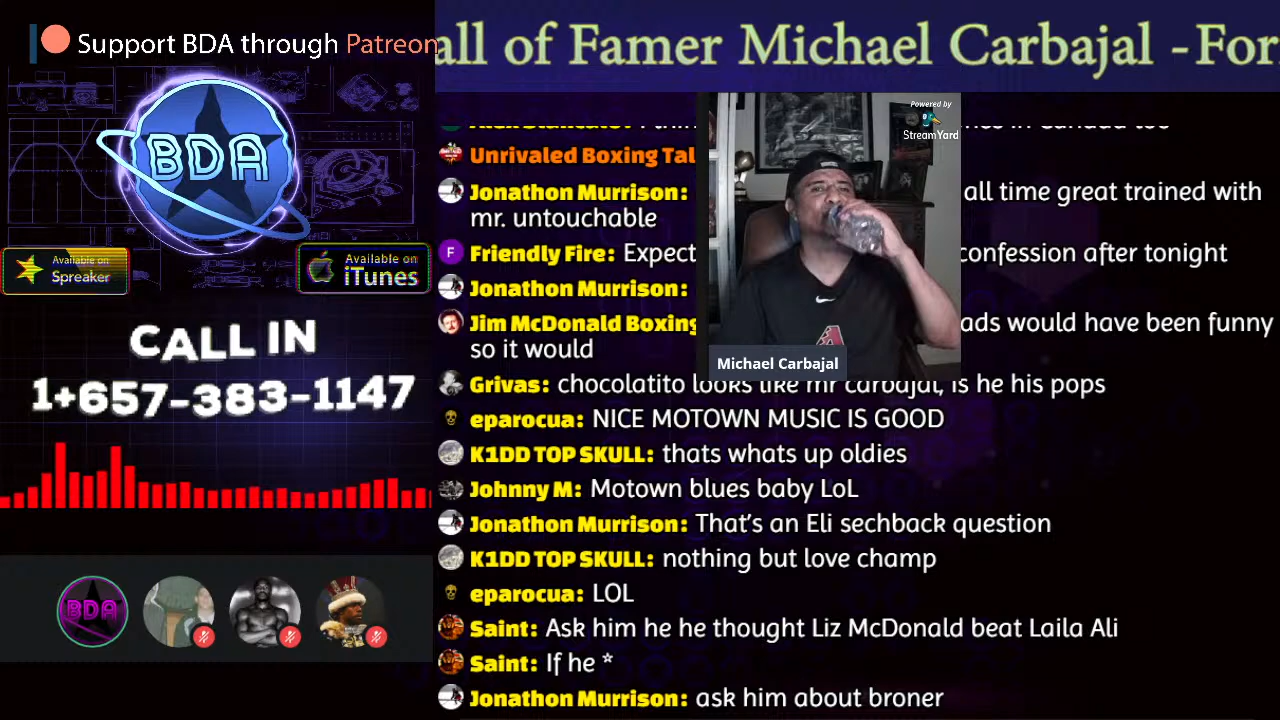 Support BDA through Patreon
all of Famer Michael Carbajal - For
BDA
Available on
Spreaker
Available on
iTunes
CALL IN
1+657-383-1147
BDA
Powered by
StreamYard
Michael Carbajal
Unrivaled Boxing Tal
Jonathon Murrison: all time great trained with
mr. untouchable
F Friendly Fire: Expect confession after tonight
Jonathon Murrison:
Jim McDonald Boxing ads would have been funny
so it would
Grivas: chocolatito looks like mr carbajal, is he his pops
eparocua: NICE MOTOWN MUSIC IS GOOD
K1DD TOP SKULL: thats whats up oldies
Johnny M: Motown blues baby LoL
Jonathon Murrison: That's an Eli sechback question
K1DD TOP SKULL: nothing but love champ
eparocua: LOL
Saint: Ask him he he thought Liz McDonald beat Laila Ali
Saint: If he *
Jonathon Murrison: ask him about broner